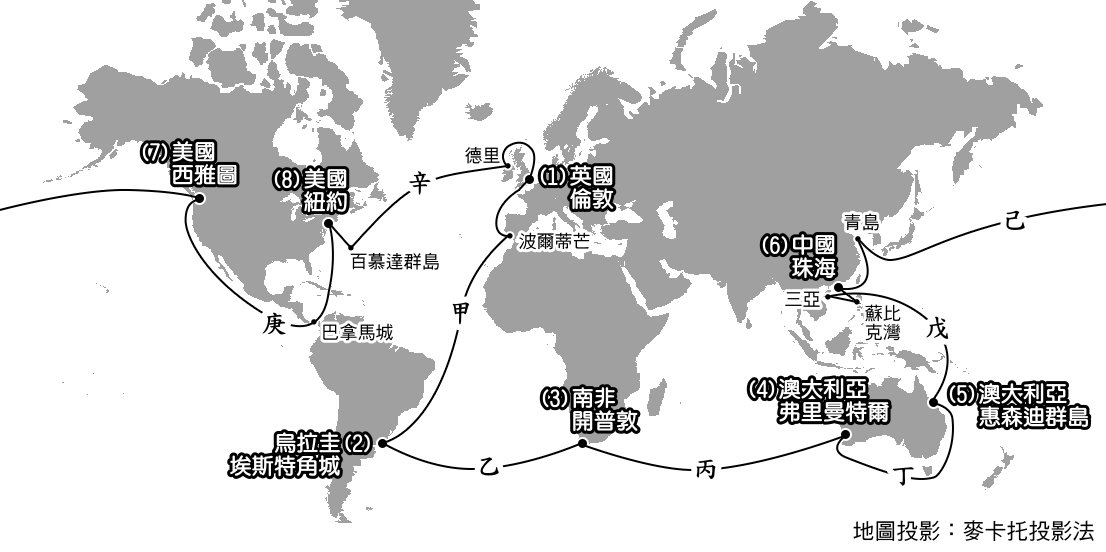 (7)美國
西雅圖
(8)美國
紐約
德里
辛
(1)英國
倫敦
百慕達群島
波爾蒂芒
甲
庚
巴拿馬城
青島
己
(6)中國
珠海
三亞
蘇比
克灣
戊
(3)南非
開普敦
(4)澳大利亞
弗里曼特爾
(5)澳大利亞
惠森迪群島
烏拉圭(2)
埃斯特角城
乙
丙
丁
地圖投影：麥卡托投影法